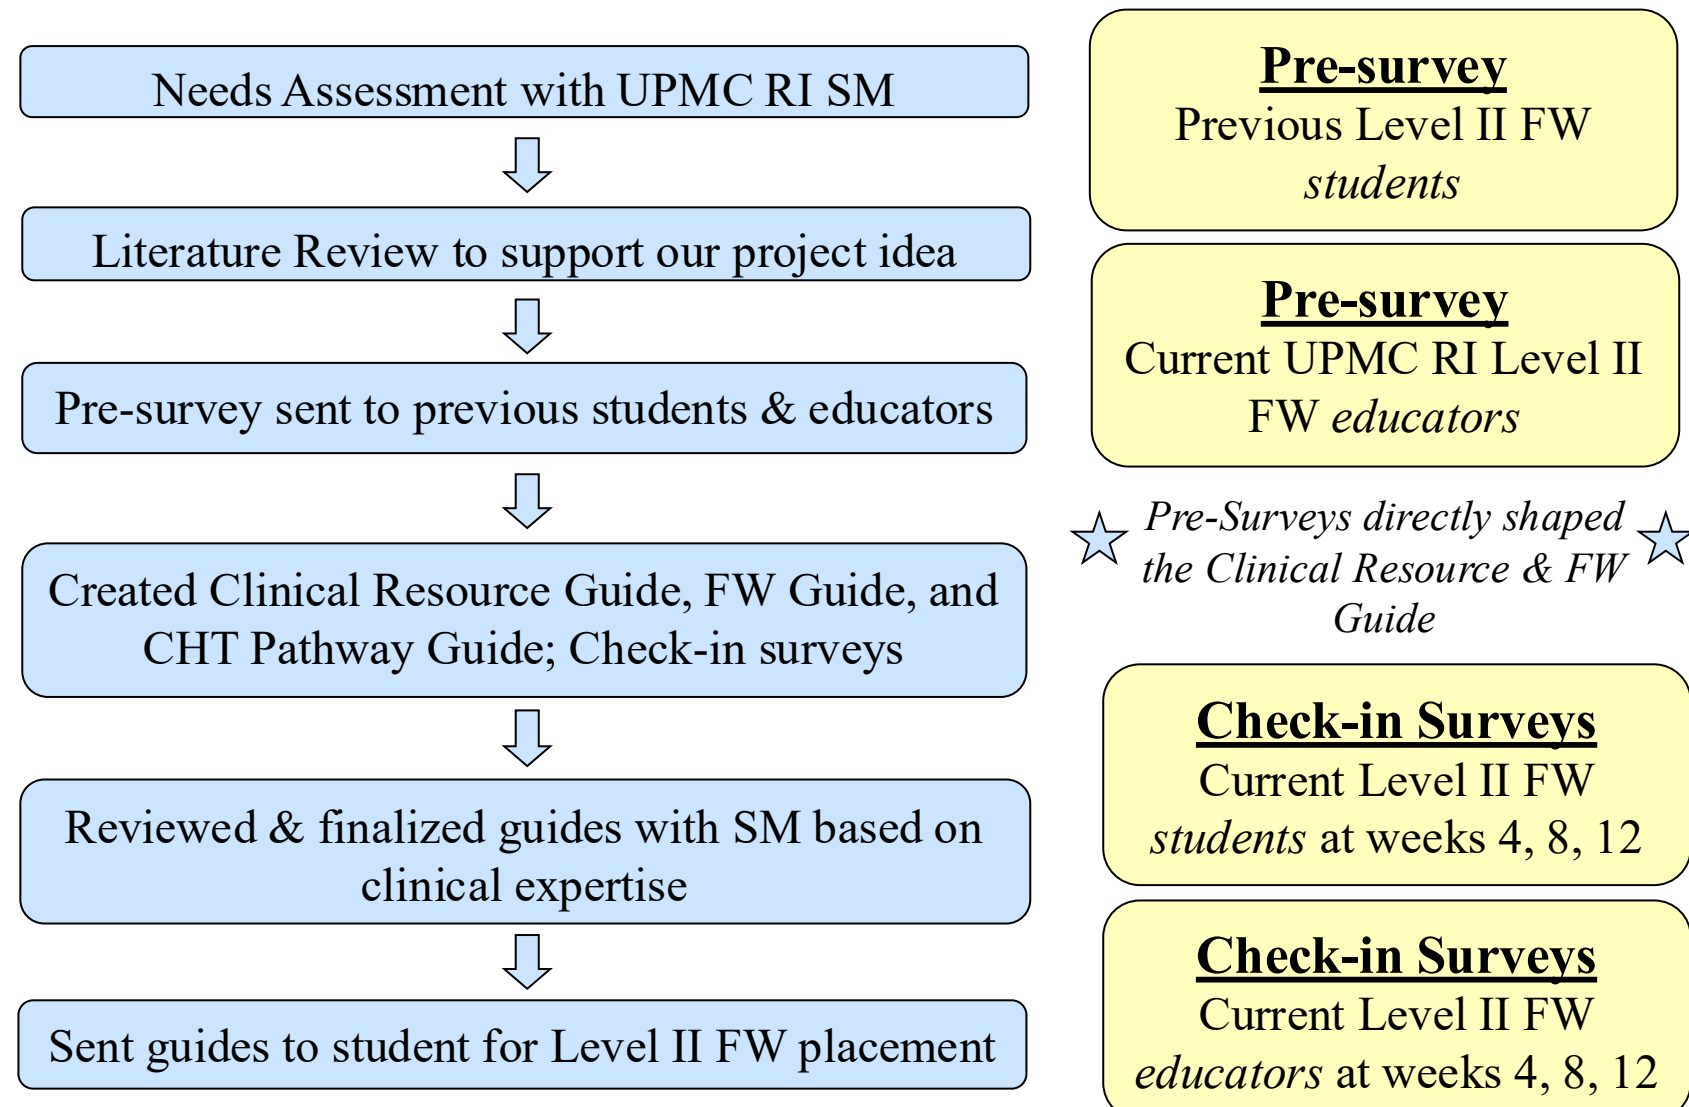 Needs Assessment with UPMC RI SM
Literature Review to support our project idea
Pre-survey sent to previous students & educators
Created Clinical Resource Guide, FW Guide, and
CHT Pathway Guide; Check-in surveys
Reviewed & finalized guides with SM based on
clinical expertise
Sent guides to student for Level II FW placement
Pre-survey
Previous Level II FW
students
Pre-survey
Current UPMC RI Level II
FW educators
Pre-Surveys directly shaped
the Clinical Resource & FW
Guide
Check-in Surveys
Current Level II FW
students at weeks 4, 8, 12
Check-in Surveys
Current Level II FW
educators at weeks 4, 8, 12